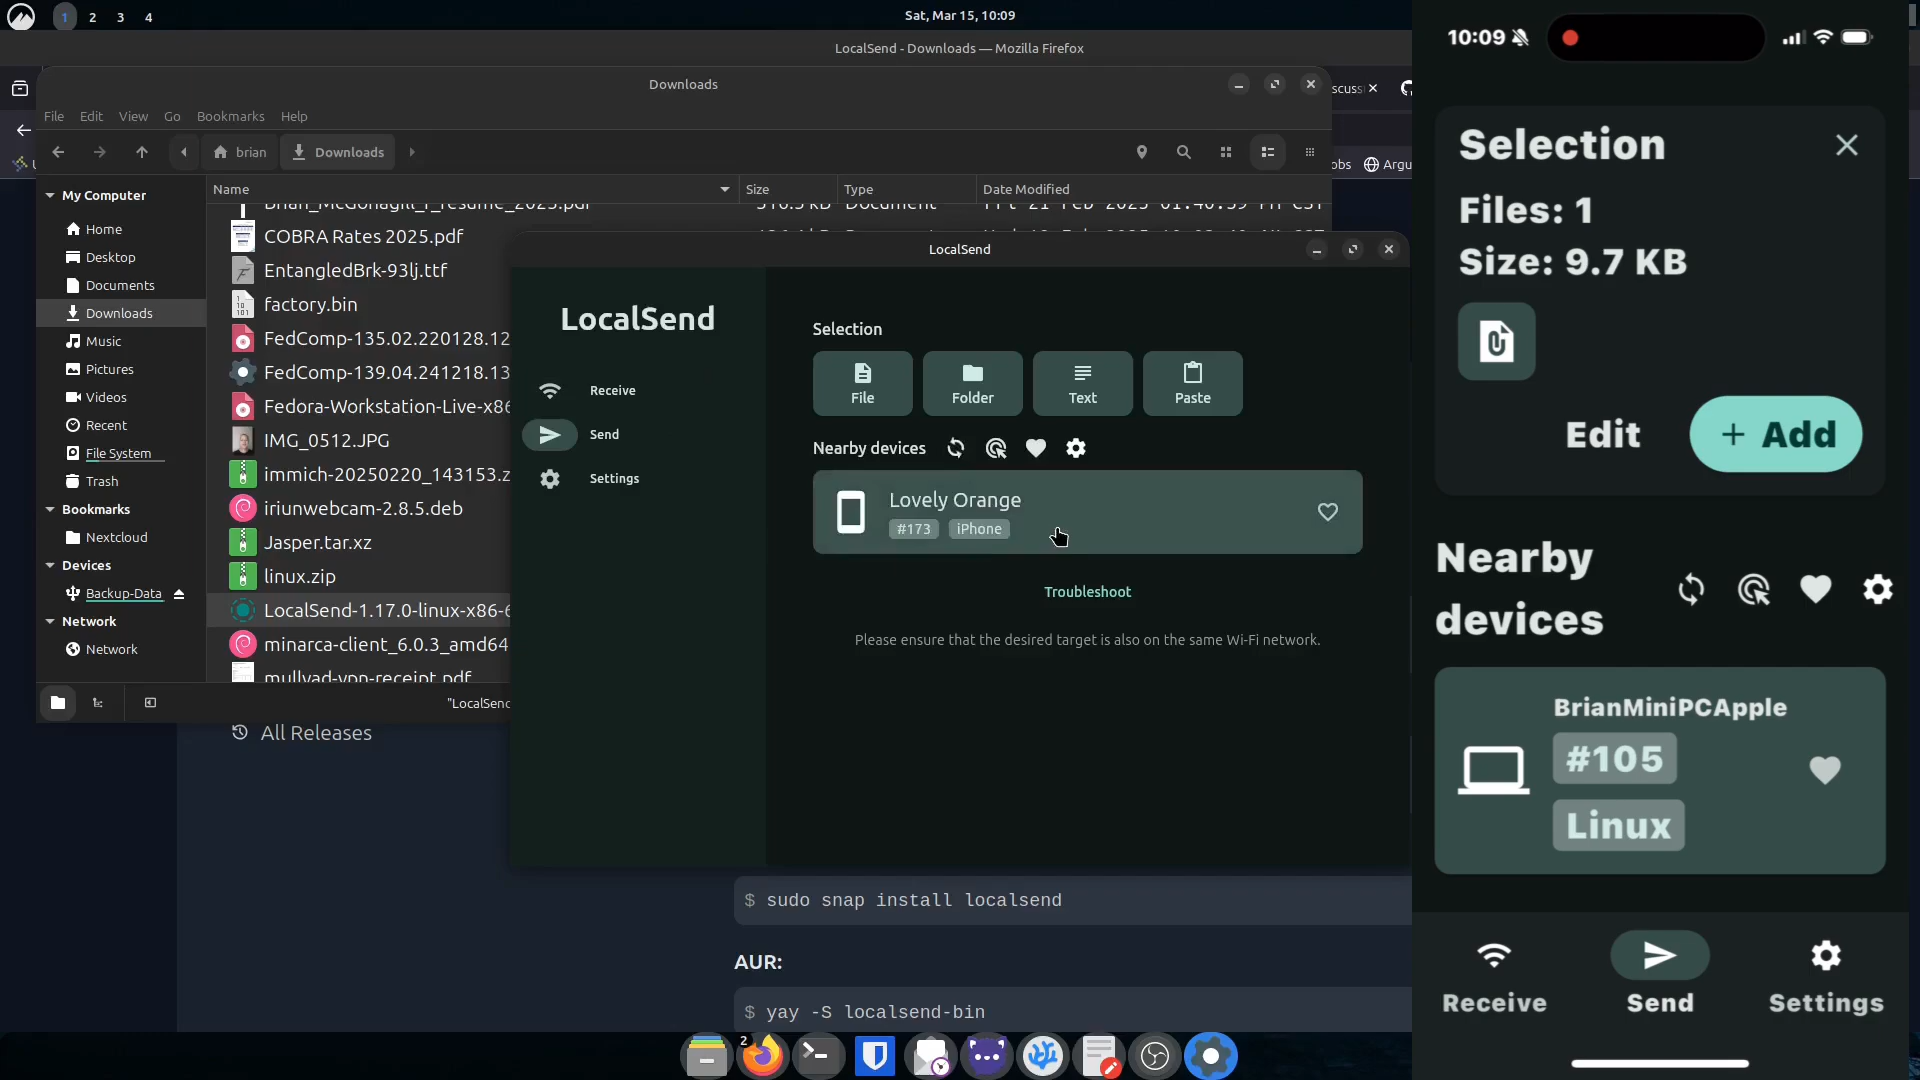 1 2 3 4
Sat, Mar 15, 10:09
LocalSend - Downloads — Mozilla Firefox
Downloads
File Edit View Go Bookmarks Help
brian
Downloads
Name Size Type Date Modified
My Computer
Home
Desktop
Documents
Downloads
Music
Pictures
Videos
Recent
File System
Trash
Bookmarks
Nextcloud
Devices
Backup-Data
Network
Network
COBRA Rates 2025.pdf
EntangledBrk-93lj.ttf
factory.bin
FedComp-135.02.220128.12
FedComp-139.04.241218.13
Fedora-Workstation-Live-x86
IMG_0512.JPG
immich-20250220_143153.z
iriunwebcam-2.8.5.deb
Jasper.tar.xz
linux.zip
LocalSend-1.17.0-linux-x86-6
minarca-client_6.0.3_amd64
mullvad-vpn-receipt.pdf
"LocalSend
All Releases
LocalSend
LocalSend
Receive
Send
Settings
Selection
File
Folder
Text
Paste
Nearby devices
Lovely Orange
#173 iPhone
Troubleshoot
Please ensure that the desired target is also on the same Wi-Fi network.
$ sudo snap install localsend
AUR:
$ yay -S localsend-bin
2
10:09
Selection
Files: 1
Size: 9.7 KB
Edit
+ Add
Nearby
devices
BrianMiniPCApple
#105
Linux
Receive
Send
Settings